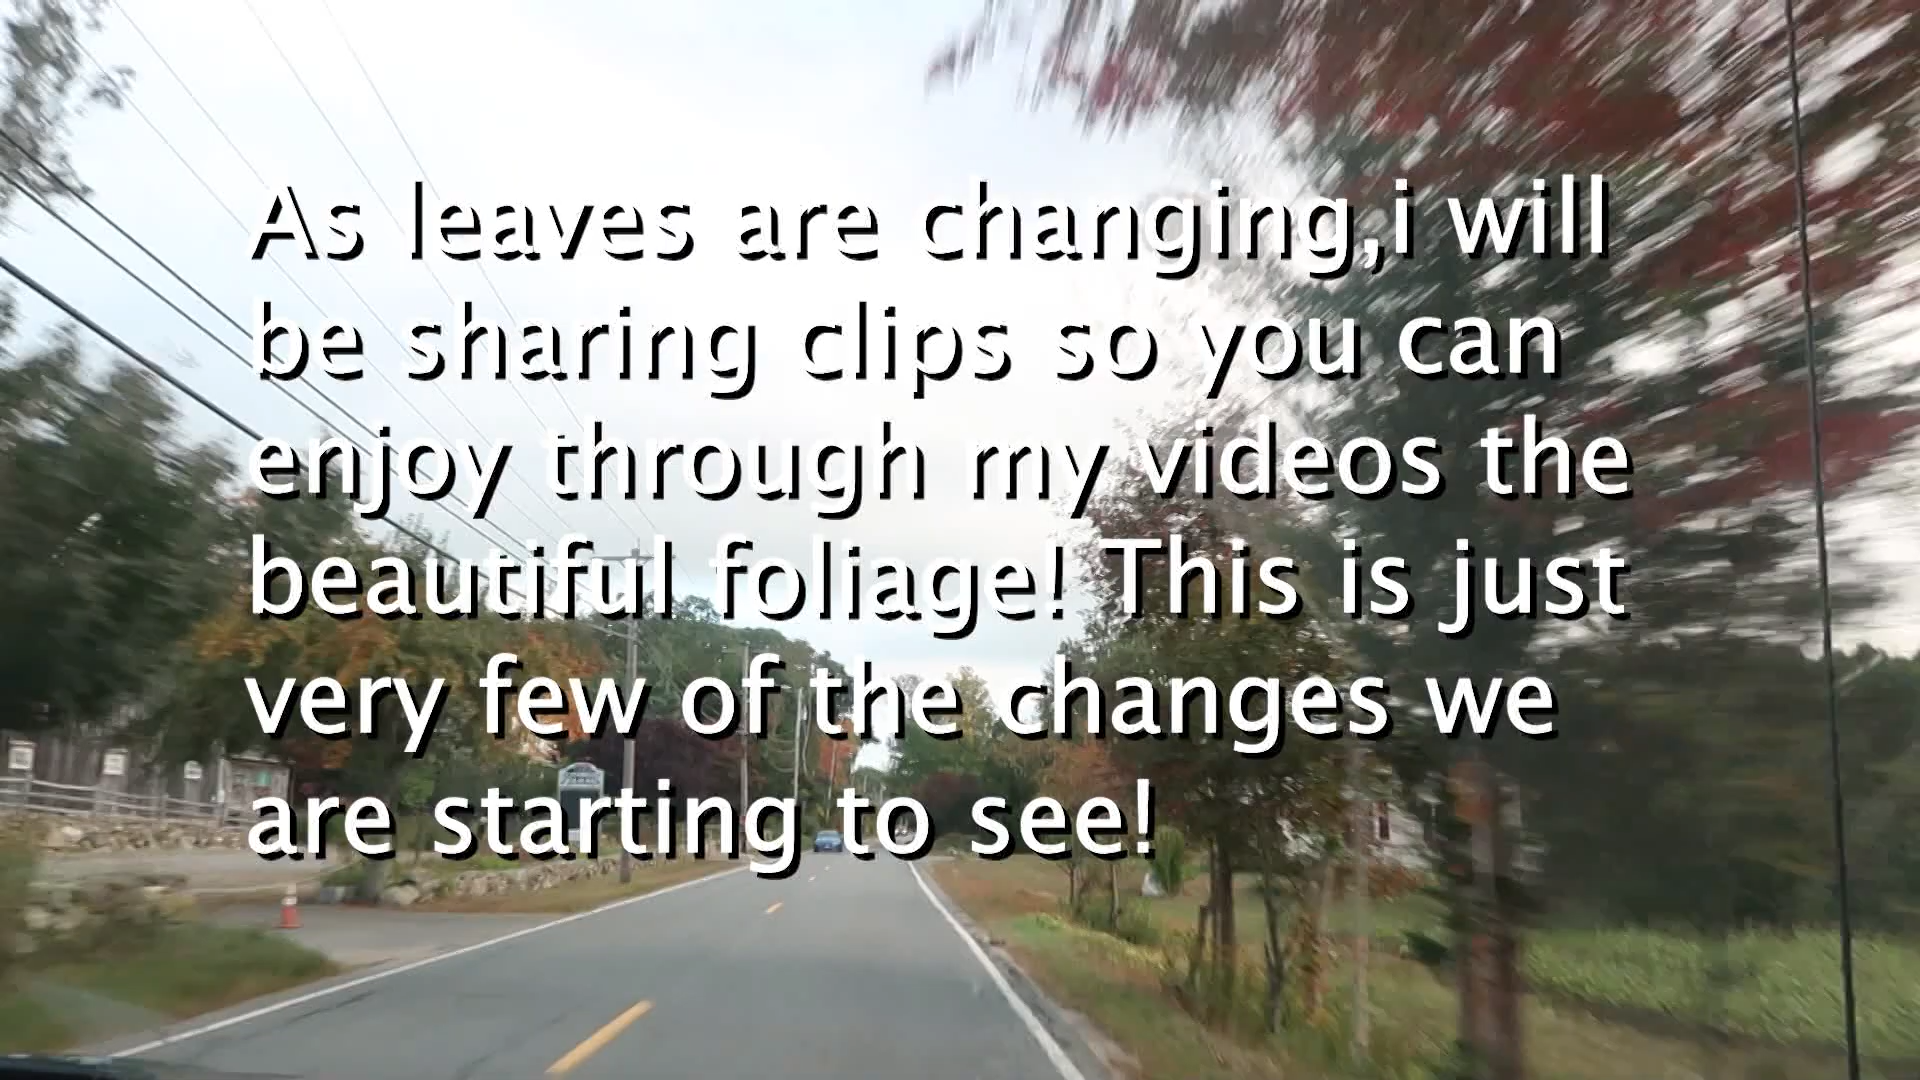 As leaves are changing,i will
be sharing clips so you can
enjoy through my videos the
beautiful foliage! This is just
very few of the changes we
are starting to see!